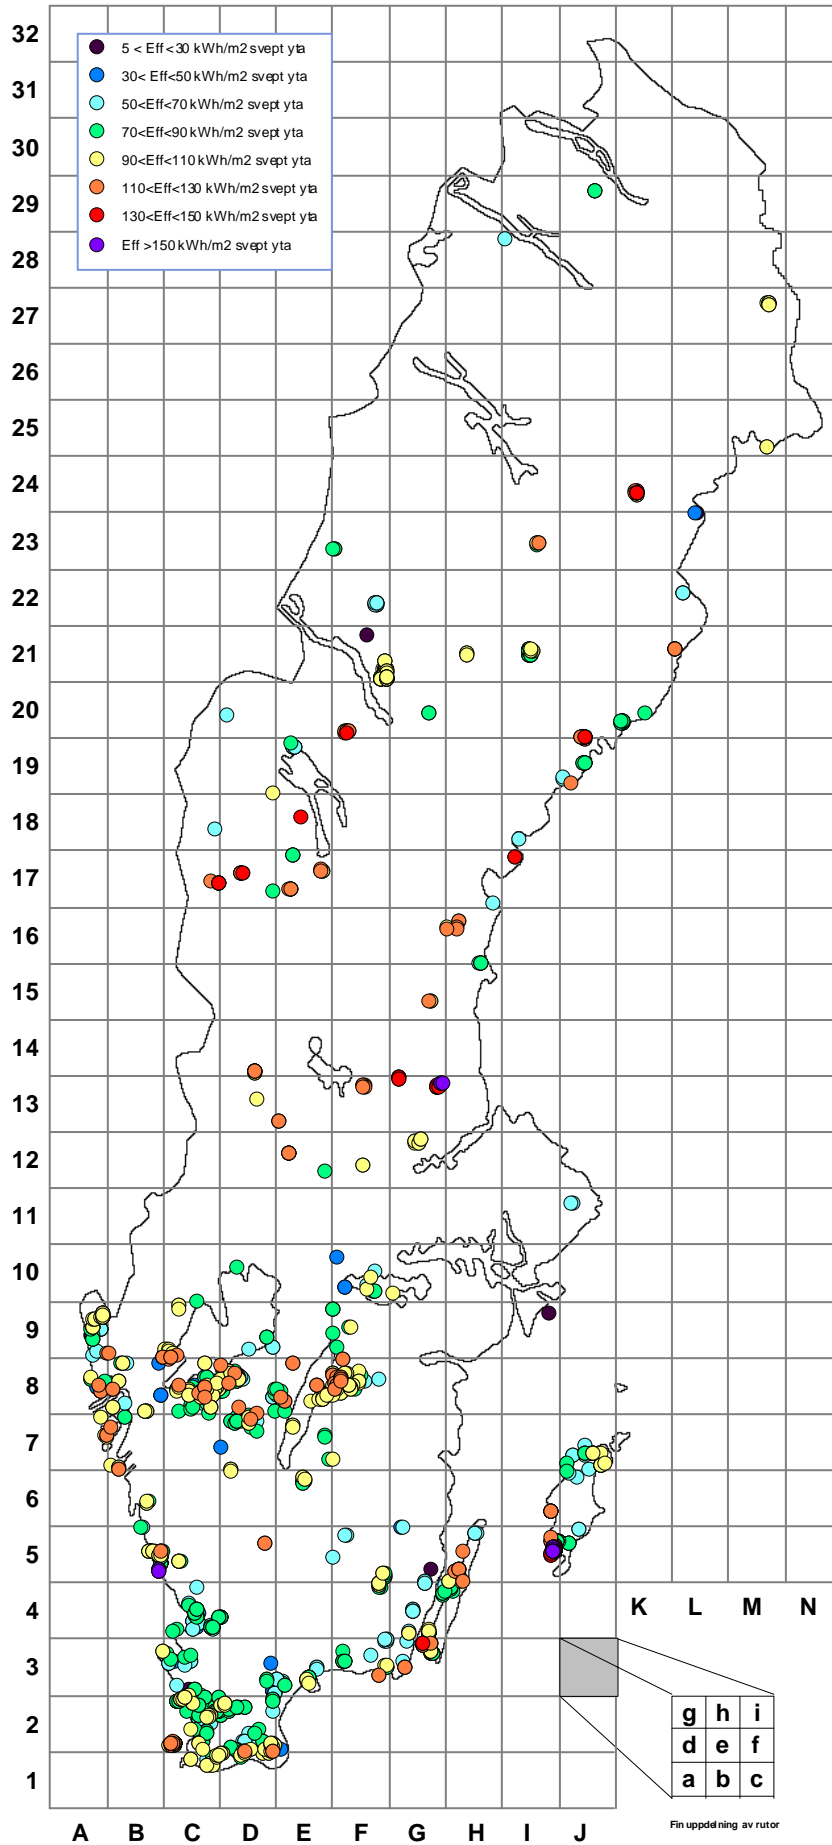 32
5 < Eff<30 kWh/m2 svept yta
30< Eff<50 kWh/m2 svept yta
50<Eff<70 kWh/m2 svept yta
70<Eff<90 kWh/m2 svept yta
90<Eff<110 kWh/m2 svept yta
110<Eff<130 kWh/m2 svept yta
130<Eff<150 kWh/m2 svept yta
Eff >150 kWh/m2 svept yta
31
30
29
28
27
26
25
24
23
22
21
20
19
18
17
16
15
14
13
12
11
10
9
8
7
6
5
4
K L M N
3
g h i
2
d e f
a b c
1
Fin uppdelning av rutor
A B C D E F G H I J